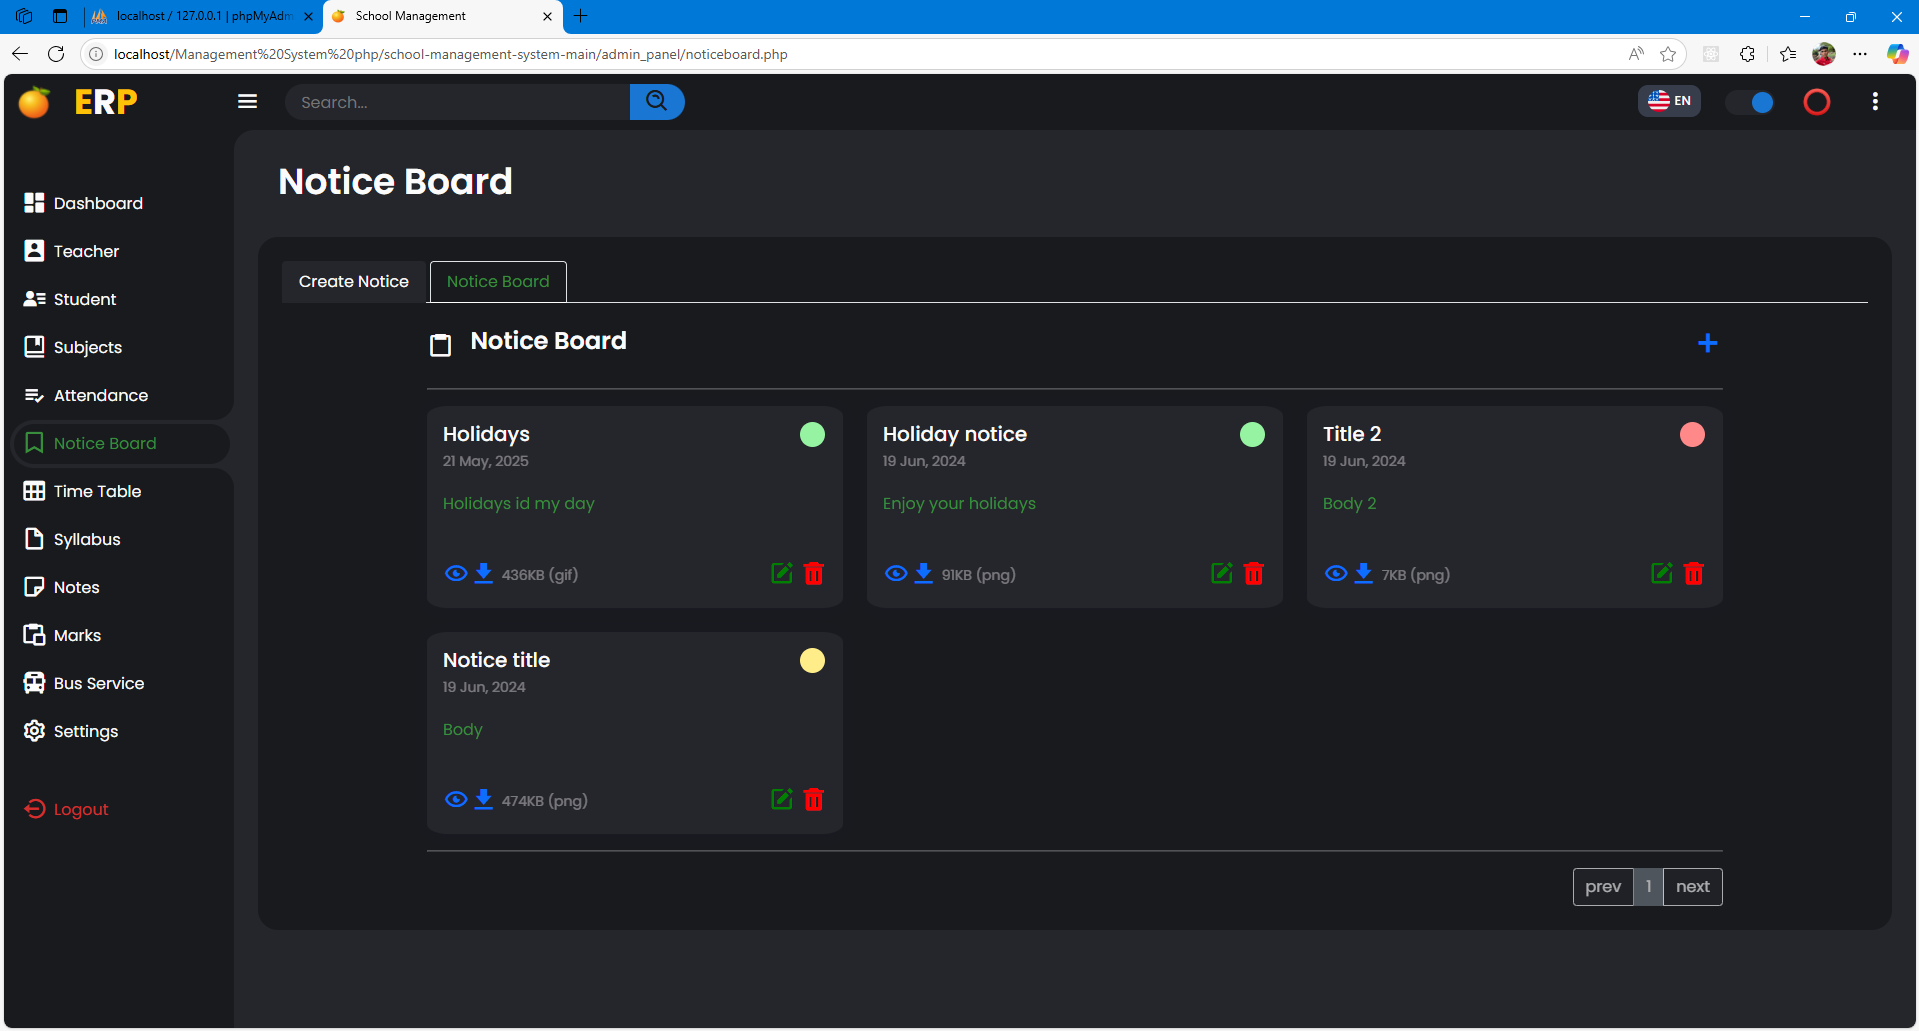 localhost / 127.0.0.1 | phpMyAdm
School Management
localhost/Management%20System%20php/school-management-system-main/admin_panel/noticeboard.php
ERP
Search...
EN
Notice Board
Dashboard
Teacher
Student
Subjects
Attendance
Notice Board
Time Table
Syllabus
Notes
Marks
Bus Service
Settings
Logout
Create Notice
Notice Board
Notice Board
Holidays
21 May, 2025
Holidays id my day
436KB (gif)
Holiday notice
19 Jun, 2024
Enjoy your holidays
91KB (png)
Title 2
19 Jun, 2024
Body 2
7KB (png)
Notice title
19 Jun, 2024
Body
474KB (png)
prev 1 next